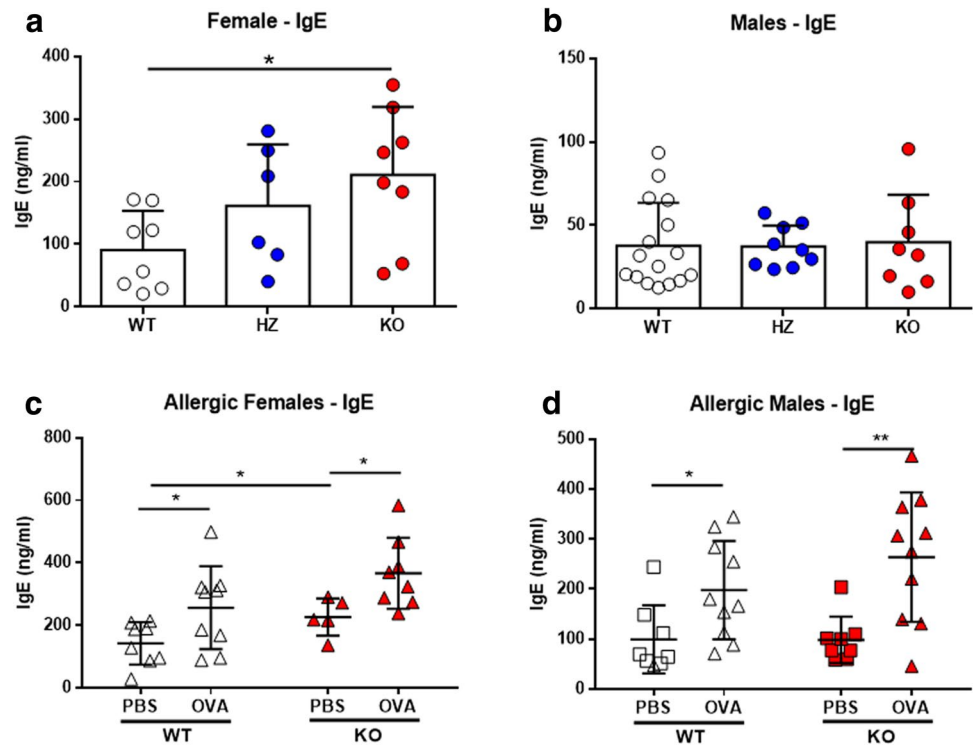 a
Female - IgE
IgE (ng/ml)
400
300
200
100
0
*
WT HZ KO
b
Males - IgE
IgE (ng/ml)
150
100
50
0
WT HZ KO
c
Allergic Females - IgE
IgE (ng/ml)
800
600
400
200
0
*
*
*
PBS OVA PBS OVA
WT KO
d
Allergic Males - IgE
IgE (ng/ml)
500
400
300
200
100
0
*
**
PBS OVA PBS OVA
WT KO